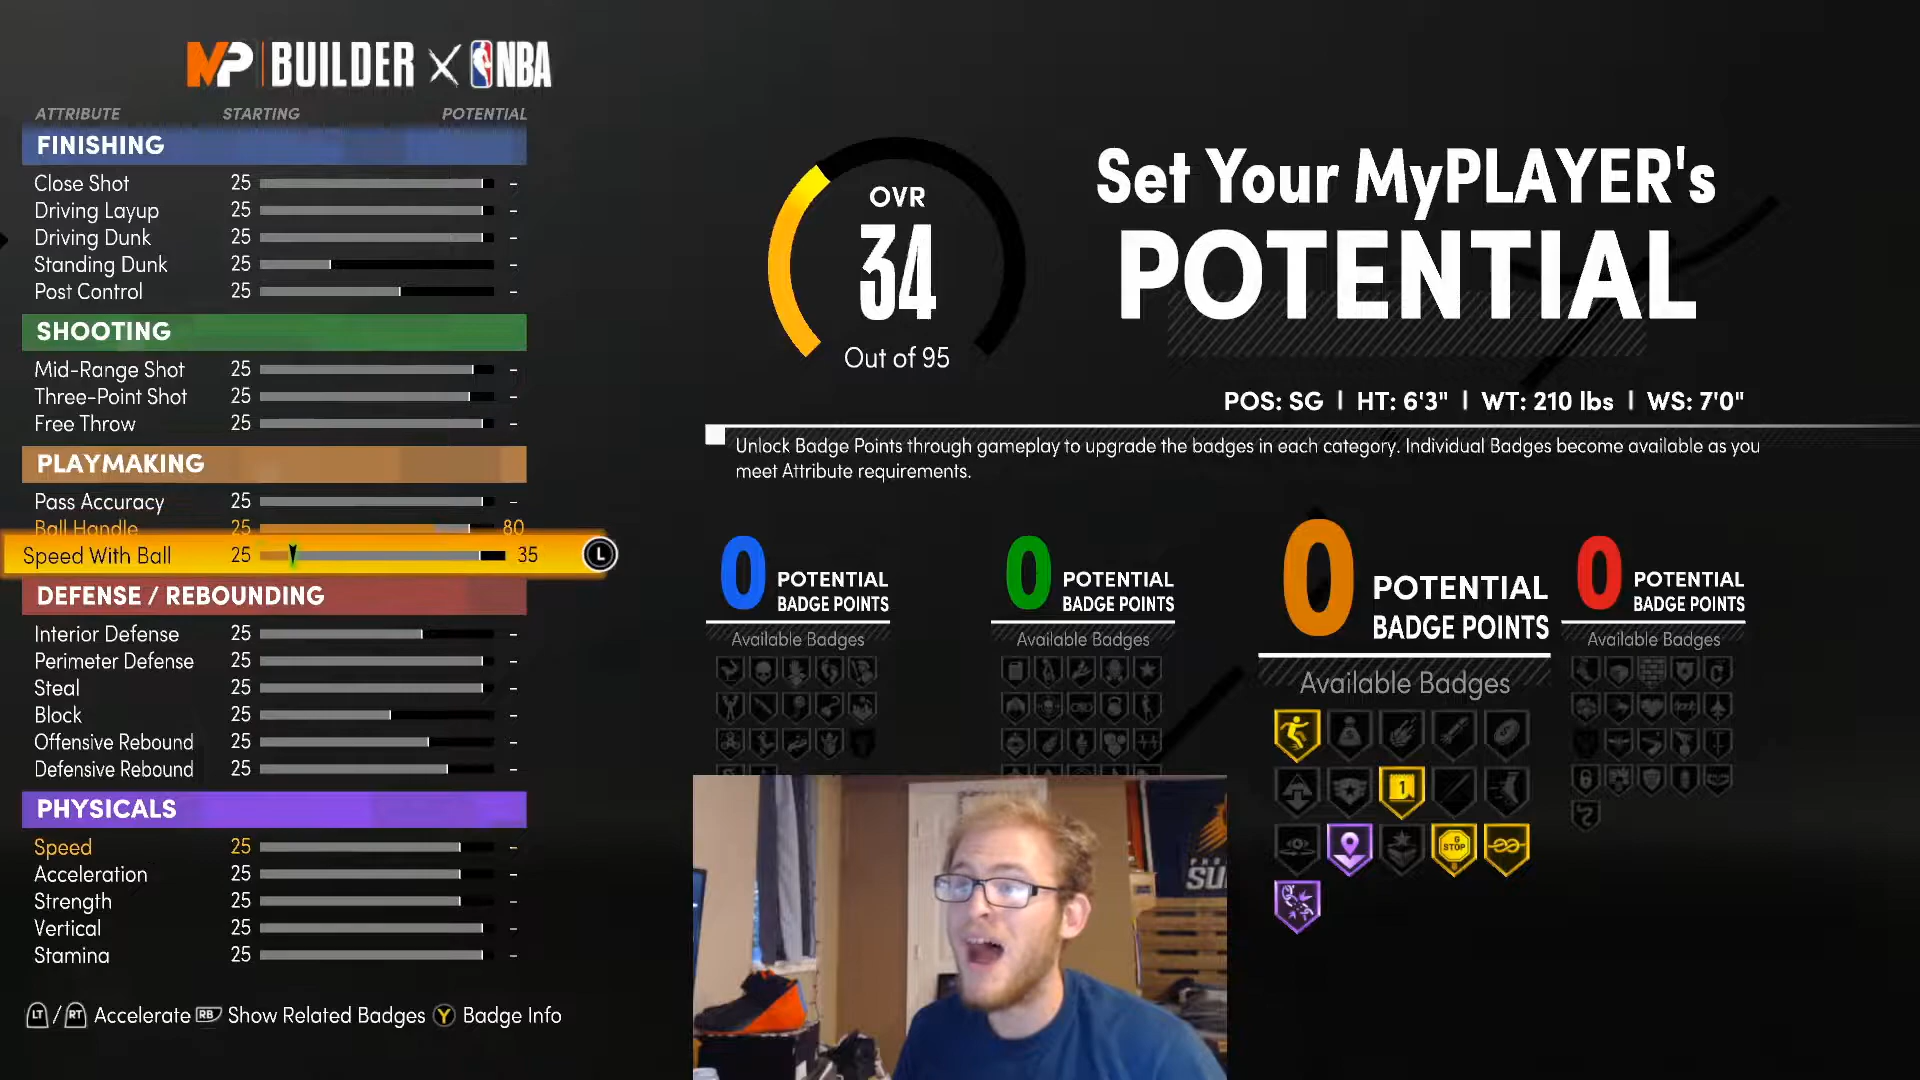 MP BUILDER X NBA
ATTRIBUTE STARTING POTENTIAL
FINISHING
Close Shot 25 -
Driving Layup 25 -
Driving Dunk 25 -
Standing Dunk 25 -
Post Control 25 -
SHOOTING
Mid-Range Shot 25 -
Three-Point Shot 25 -
Free Throw 25 -
PLAYMAKING
Pass Accuracy 25 -
Ball Handle 25 80
Speed With Ball 25 35 L
DEFENSE / REBOUNDING
Interior Defense 25 -
Perimeter Defense 25 -
Steal 25 -
Block 25 -
Offensive Rebound 25 -
Defensive Rebound 25 -
PHYSICALS
Speed 25 -
Acceleration 25 -
Strength 25 -
Vertical 25 -
Stamina 25 -
LT / RT Accelerate RB Show Related Badges Y Badge Info
OVR
34
Out of 95
Set Your MyPLAYER's
POTENTIAL
POS: SG | HT: 6'3" | WT: 210 lbs | WS: 7'0"
Unlock Badge Points through gameplay to upgrade the badges in each category. Individual Badges become available as you
meet Attribute requirements.
0 POTENTIAL
BADGE POINTS
Available Badges
0 POTENTIAL
BADGE POINTS
Available Badges
0 POTENTIAL
BADGE POINTS
Available Badges
1
STOP
0 POTENTIAL
BADGE POINTS
Available Badges
SU